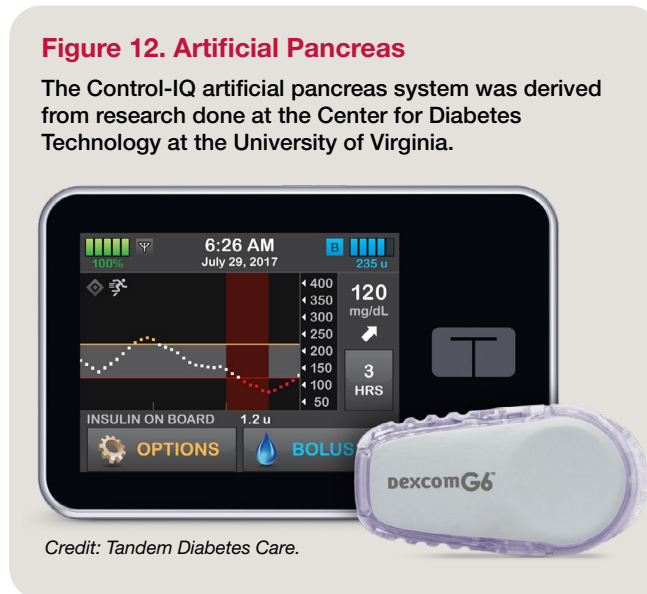 Figure 12. Artificial Pancreas
The Control-IQ artificial pancreas system was derived
from research done at the Center for Diabetes
Technology at the University of Virginia.
100%
6:26 AM
July 29, 2017
B
235 u
400
350
300
250
200
150
100
50
120
mg/dL
3
HRS
INSULIN ON BOARD 1.2 u
OPTIONS
BOLUS
T
DexcomG6™
Credit: Tandem Diabetes Care.